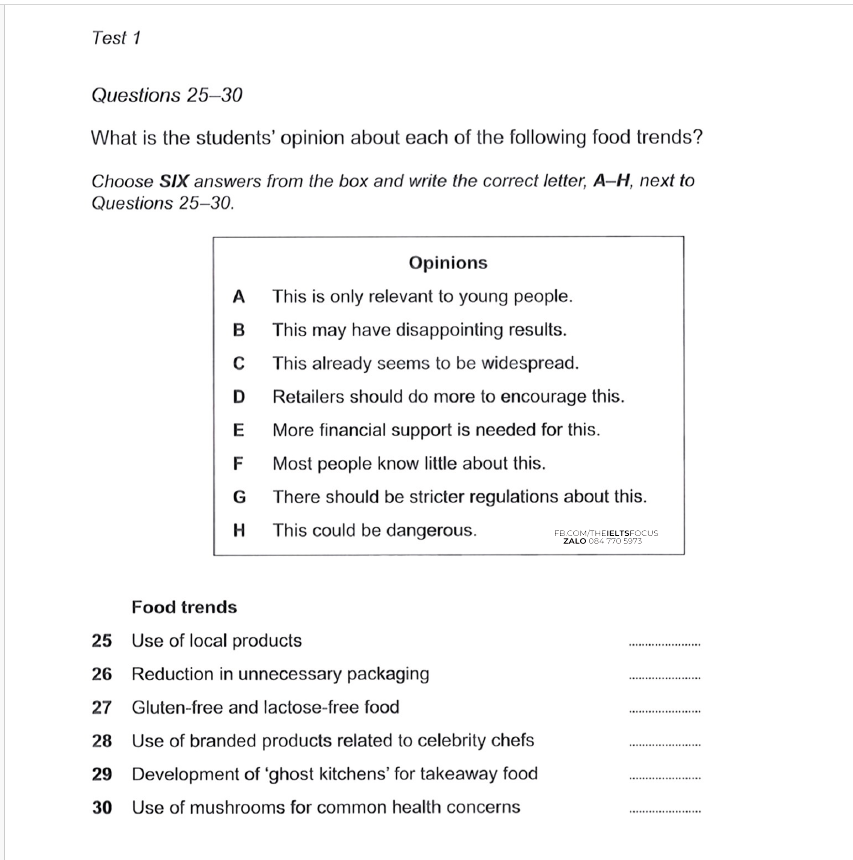 Test 1
Questions 25–30
What is the students' opinion about each of the following food trends?
Choose SIX answers from the box and write the correct letter, A–H, next to
Questions 25–30.
Opinions
A This is only relevant to young people.
B This may have disappointing results.
C This already seems to be widespread.
D Retailers should do more to encourage this.
E More financial support is needed for this.
F Most people know little about this.
G There should be stricter regulations about this.
H This could be dangerous.
FB.COM/THEIELTSFOCUS
ZALO 084 770 5973
Food trends
25 Use of local products ........................
26 Reduction in unnecessary packaging ........................
27 Gluten-free and lactose-free food ........................
28 Use of branded products related to celebrity chefs ........................
29 Development of 'ghost kitchens' for takeaway food ........................
30 Use of mushrooms for common health concerns ........................